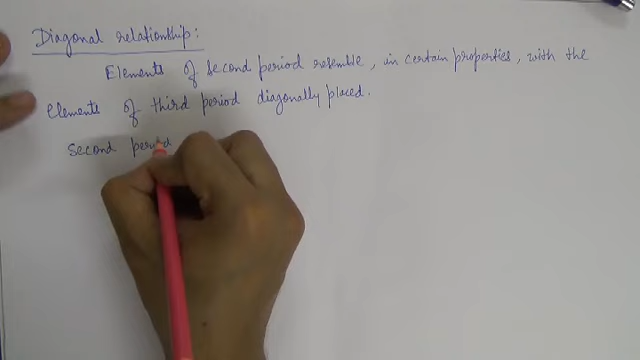 Diagonal relationship:
Elements of second period resemble, in certain properties, with the
elements of third period diagonally placed.
Second period